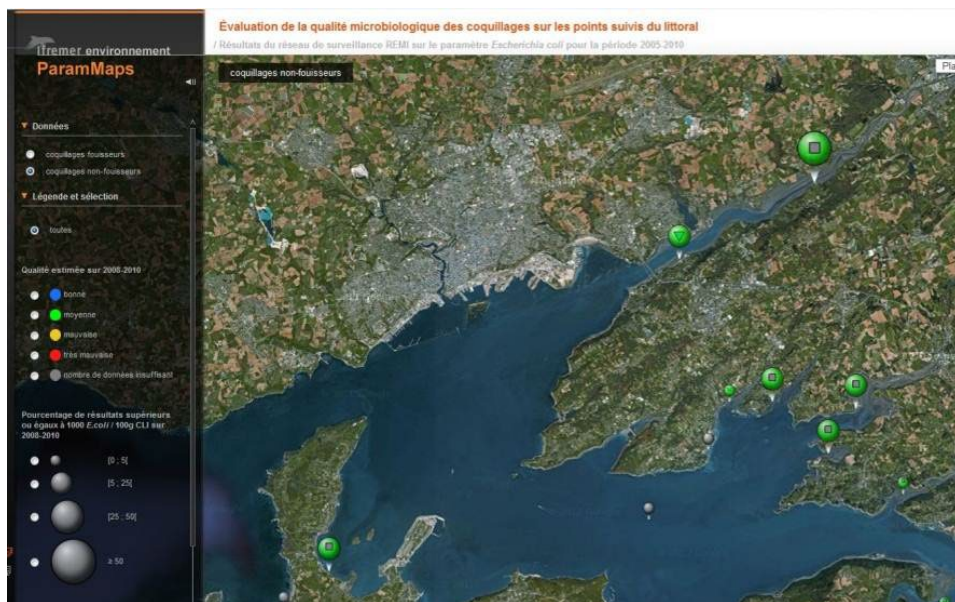 Évaluation de la qualité microbiologique des coquillages sur les points suivis du littoral
/ Résultats du réseau de surveillance REMI sur le paramètre Escherichia coli pour la période 2005-2010
ifremer environnement
ParamMaps
coquillages non-fouisseurs
Pla
Données
coquillages fouisseurs
coquillages non-fouisseurs
Légende et sélection
toutes
Qualité estimée sur 2008-2010
bonne
moyenne
mauvaise
très mauvaise
nombre de données insuffisant
Pourcentage de résultats supérieurs
ou égaux à 1000 E.coli / 100g CLI sur
2008-2010
[0 ; 5[
[5 ; 25[
[25 ; 50[
≥ 50